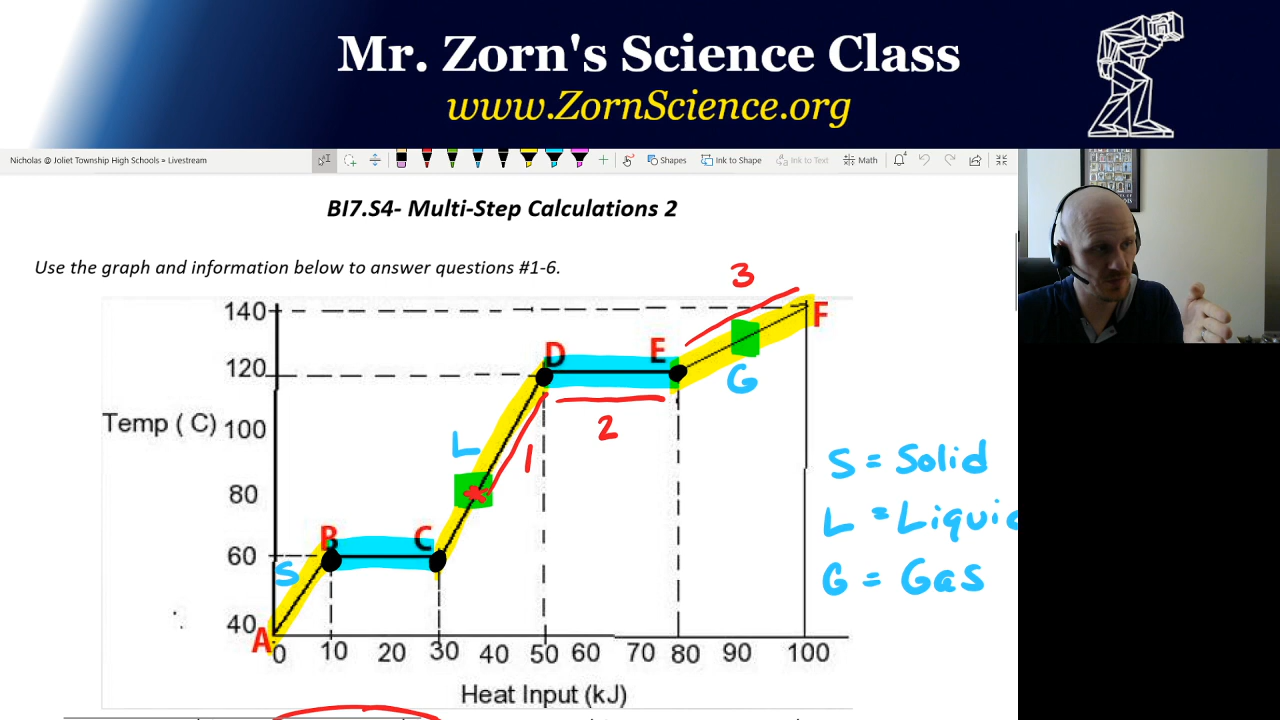 Mr. Zorn's Science Class
www.ZornScience.org
Nicholas @ Joliet Township High Schools » Livestream
Shapes
Ink to Shape
Ink to Text
Math
BI7.S4- Multi-Step Calculations 2
Use the graph and information below to answer questions #1-6.
3
140
F
D
E
120
G
Temp ( C)
100
2
L
1
S = Solid
80
L = Liquid
B
C
60
S
G = Gas
40
A
0 10 20 30 40 50 60 70 80 90 100
Heat Input (kJ)